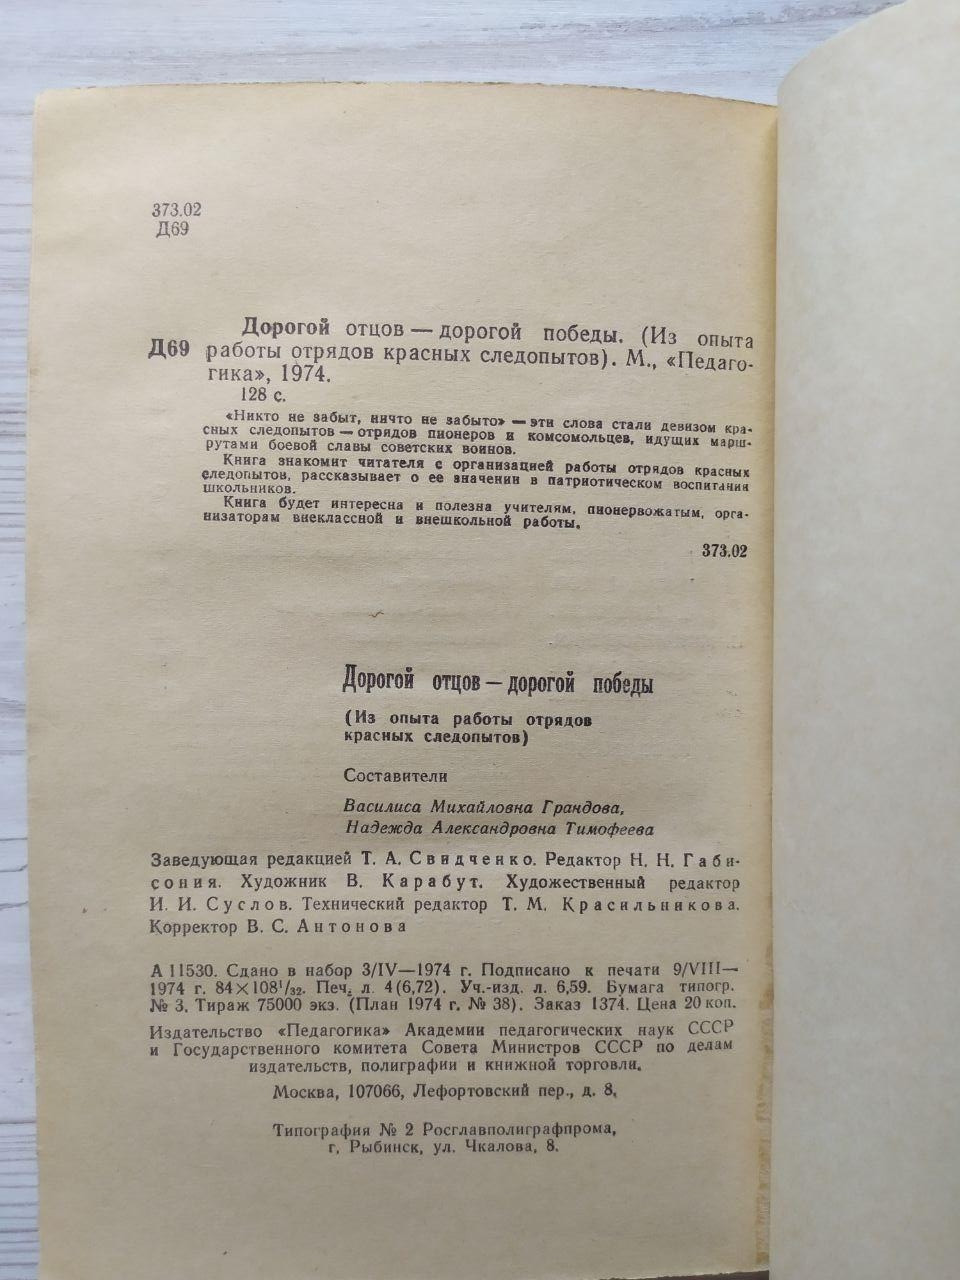 373.02
Д69
Дорогой отцов — дорогой победы. (Из опыта
Д69 работы отрядов красных следопытов). М., «Педаго-
гика», 1974.
128 с.
«Никто не забыт, ничто не забыто» — эти слова стали девизом кра-
сных следопытов — отрядов пионеров и комсомольцев, идущих марш-
рутами боевой славы советских воинов.
Книга знакомит читателя с организацией работы отрядов красных
следопытов, рассказывает о ее значении в патриотическом воспитания
школьников.
Книга будет интересна и полезна учителям, пионервожатым, орга-
низаторам внеклассной и внешкольной работы.
373.02
Дорогой отцов — дорогой победы
(Из опыта работы отрядов
красных следопытов)
Составители
Василиса Михайловна Грандова,
Надежда Александровна Тимофеева
Заведующая редакцией Т. А. Свидченко. Редактор Н. Н. Габи-
сония. Художник В. Карабут. Художественный редактор
И. И. Суслов. Технический редактор Т. М. Красильникова.
Корректор В. С. Антонова
А 11530. Сдано в набор 3/IV—1974 г. Подписано к печати 9/VIII—
1974 г. 84×108¹/₃₂. Печ. л. 4(6,72). Уч.-изд. л. 6,59. Бумага типогр.
№ 3. Тираж 75000 экз. (План 1974 г. № 38). Заказ 1374. Цена 20 коп.
Издательство «Педагогика» Академии педагогических наук СССР
и Государственного комитета Совета Министров СССР по делам
издательств, полиграфии и книжной торговли.
Москва, 107066, Лефортовский пер., д. 8.
Типография № 2 Росглавполиграфпрома,
г. Рыбинск, ул. Чкалова, 8.